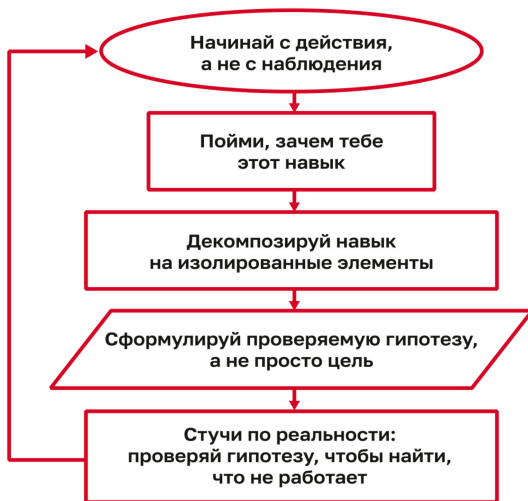 Начинай с действия,
а не с наблюдения
Пойми, зачем тебе
этот навык
Декомпозируй навык
на изолированные элементы
Сформулируй проверяемую гипотезу,
а не просто цель
Стучи по реальности:
проверяй гипотезу, чтобы найти,
что не работает